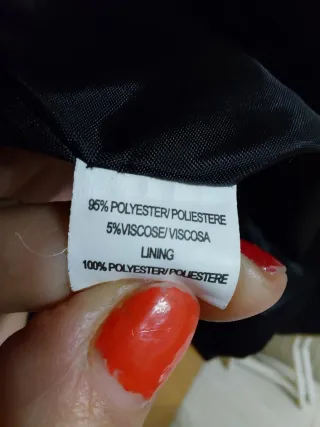 95% POLYESTER/ POLIESTERE
5%VISCOSE/ VISCOSA
LINING
100% POLYESTER/POLIESTERE